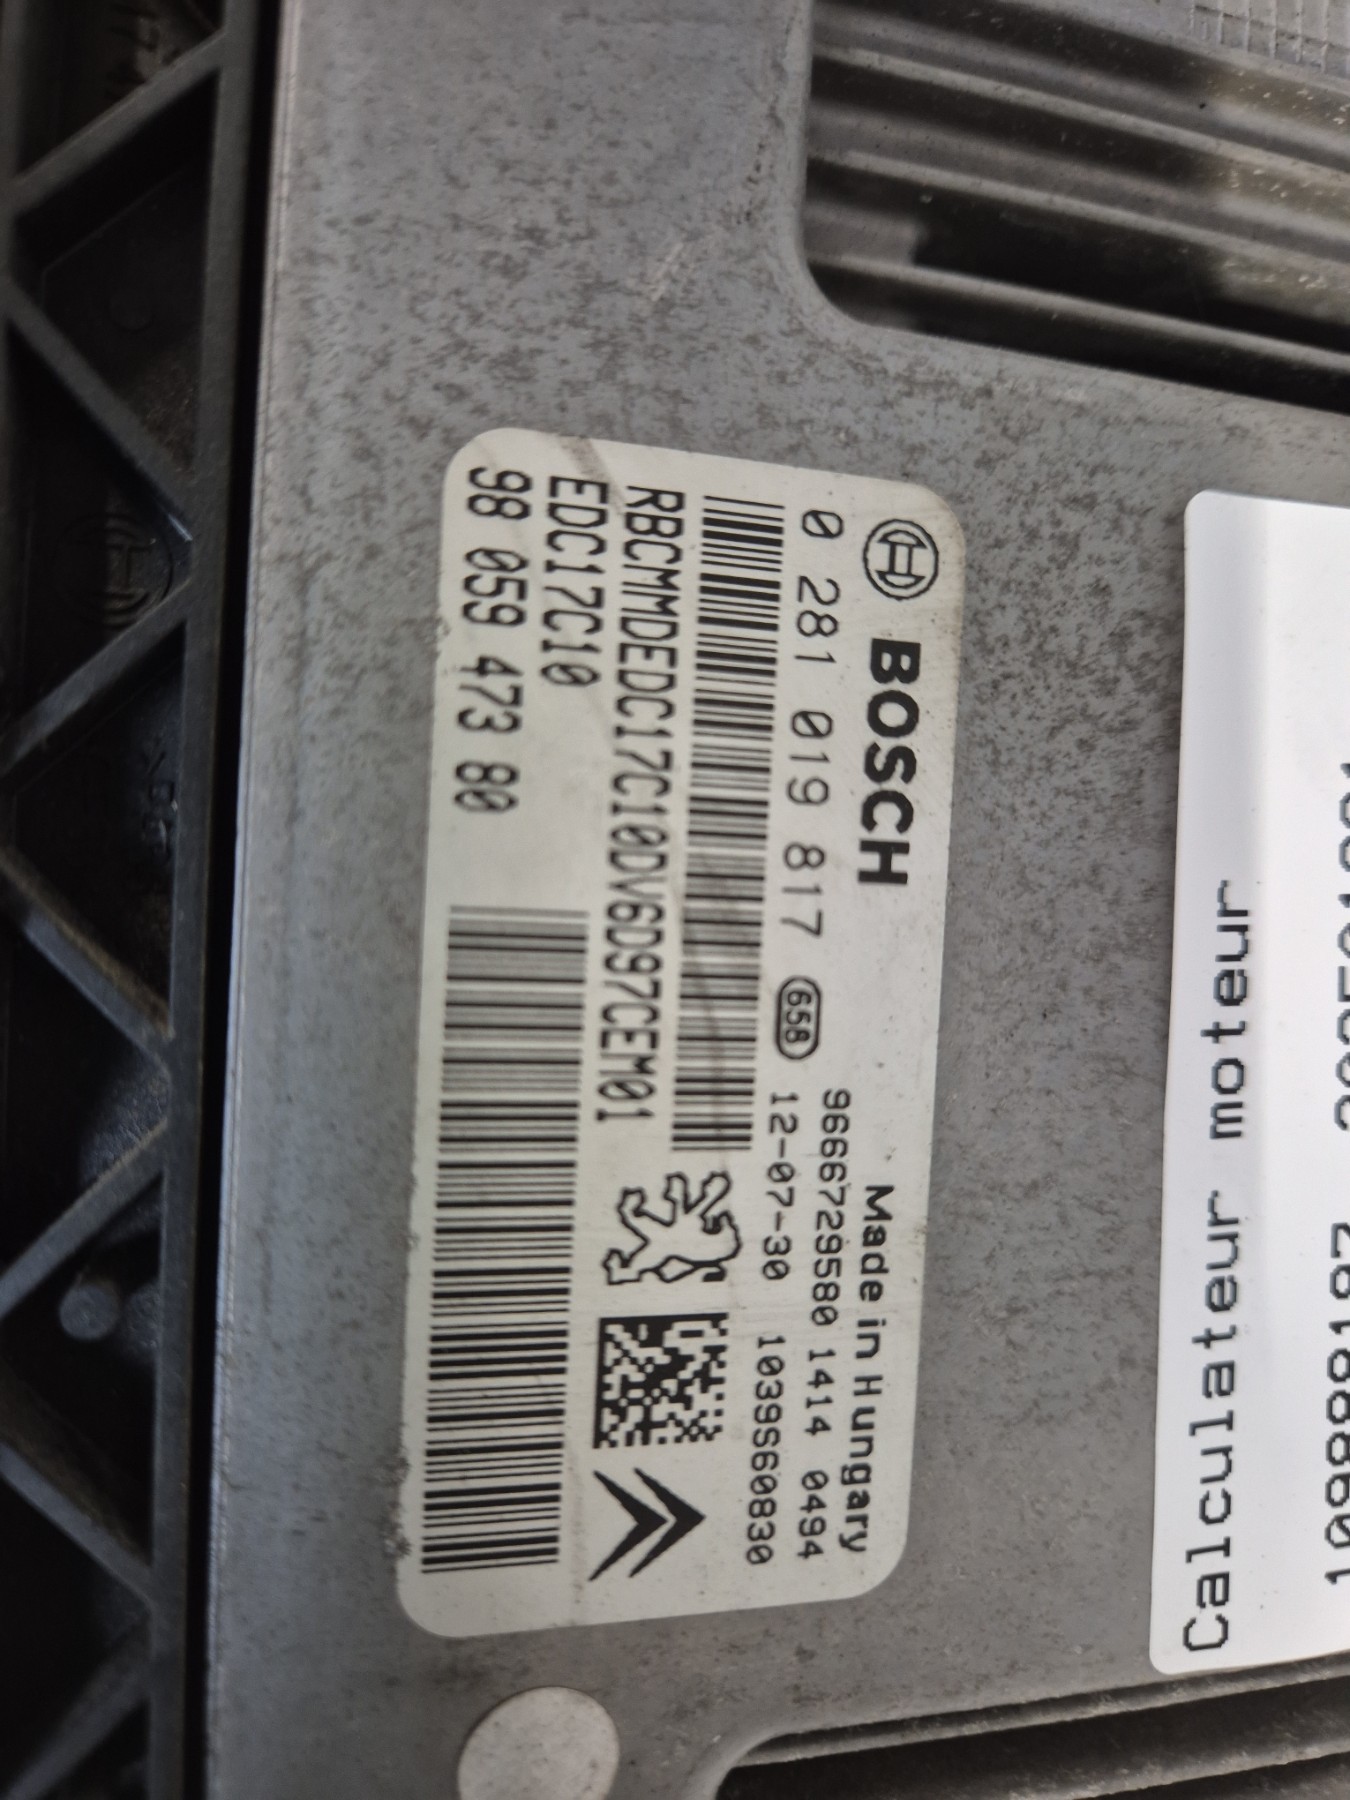 BOSCH
Made in Hungary
9666729580 1414 0494
0 281 019 817 658 12-07-30 1039S60830
RBCMMDEDC17C10DV6D97CEM01
EDC17C10
98 059 473 80
Calculateur moteur